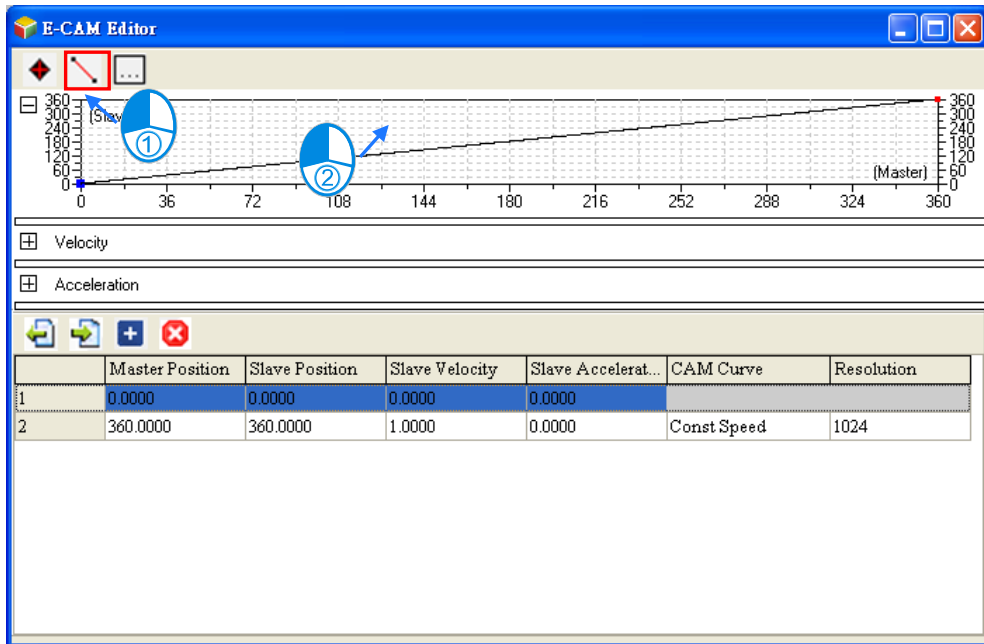 E-CAM Editor
...
360 360
300 (Slav 300
240 ① 240
180 180
120 ② 120
60 (Master) 60
0 0
0 36 72 108 144 180 216 252 288 324 360
Velocity
Acceleration
Master Position Slave Position Slave Velocity Slave Accelerat... CAM Curve Resolution
1 0.0000 0.0000 0.0000 0.0000
2 360.0000 360.0000 1.0000 0.0000 Const Speed 1024